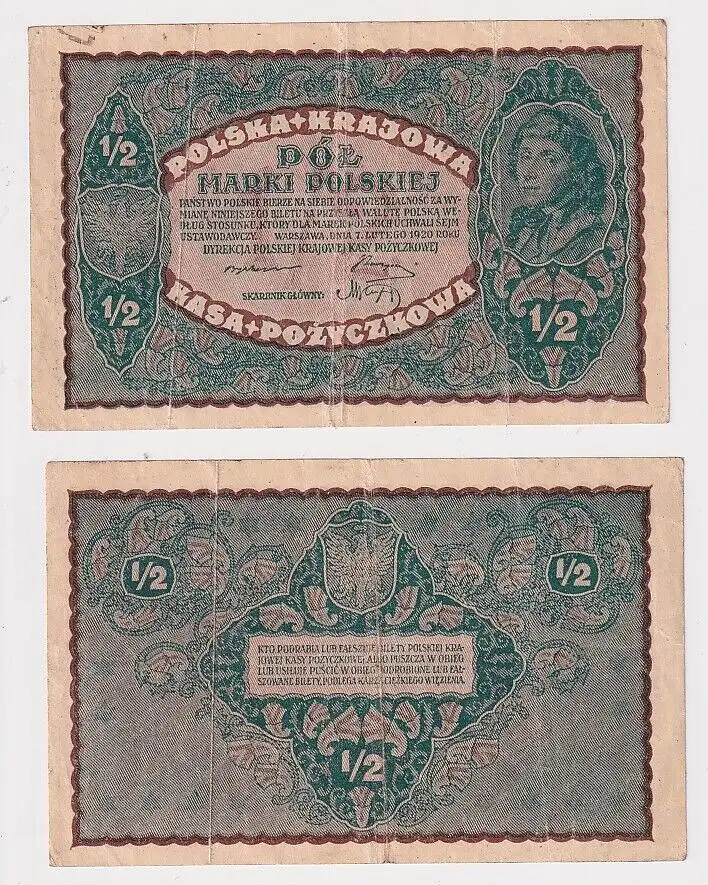 POLSKA+KRAJOWA
1/2
PÓŁ
MARKI POLSKIEJ
PAŃSTWO POLSKIE BIERZE NA SIEBIE ODPOWIEDZIALNOŚĆ ZA WY-
MIANĘ NINIEJSZEGO BILETU NA PRZYSZŁĄ WALUTĘ POLSKĄ WE-
DŁUG STOSUNKU, KTÓRY DLA MAREK POLSKICH UCHWALI SEJM
USTAWODAWCZY. WARSZAWA, DNIA 7. LUTEGO 1920 ROKU
DYREKCJA POLSKIEJ KRAJOWEJ KASY POŻYCZKOWEJ
SKARBNIK GŁÓWNY:
1/2
1/2
KASA+POŻYCZKOWA
1/2
1/2
KTO PODRABIA LUB FAŁSZUJE BILETY POLSKIEJ KRA-
JOWEJ KASY POŻYCZKOWEJ ALBO PUSZCZA W OBIEG
LUB USIŁUJE PUŚCIĆ W OBIEG PODROBIONE LUB FAŁ-
SZOWANE BILETY, PODLEGA KARZE CIĘŻKIEGO WIĘZIENIA.
1/2